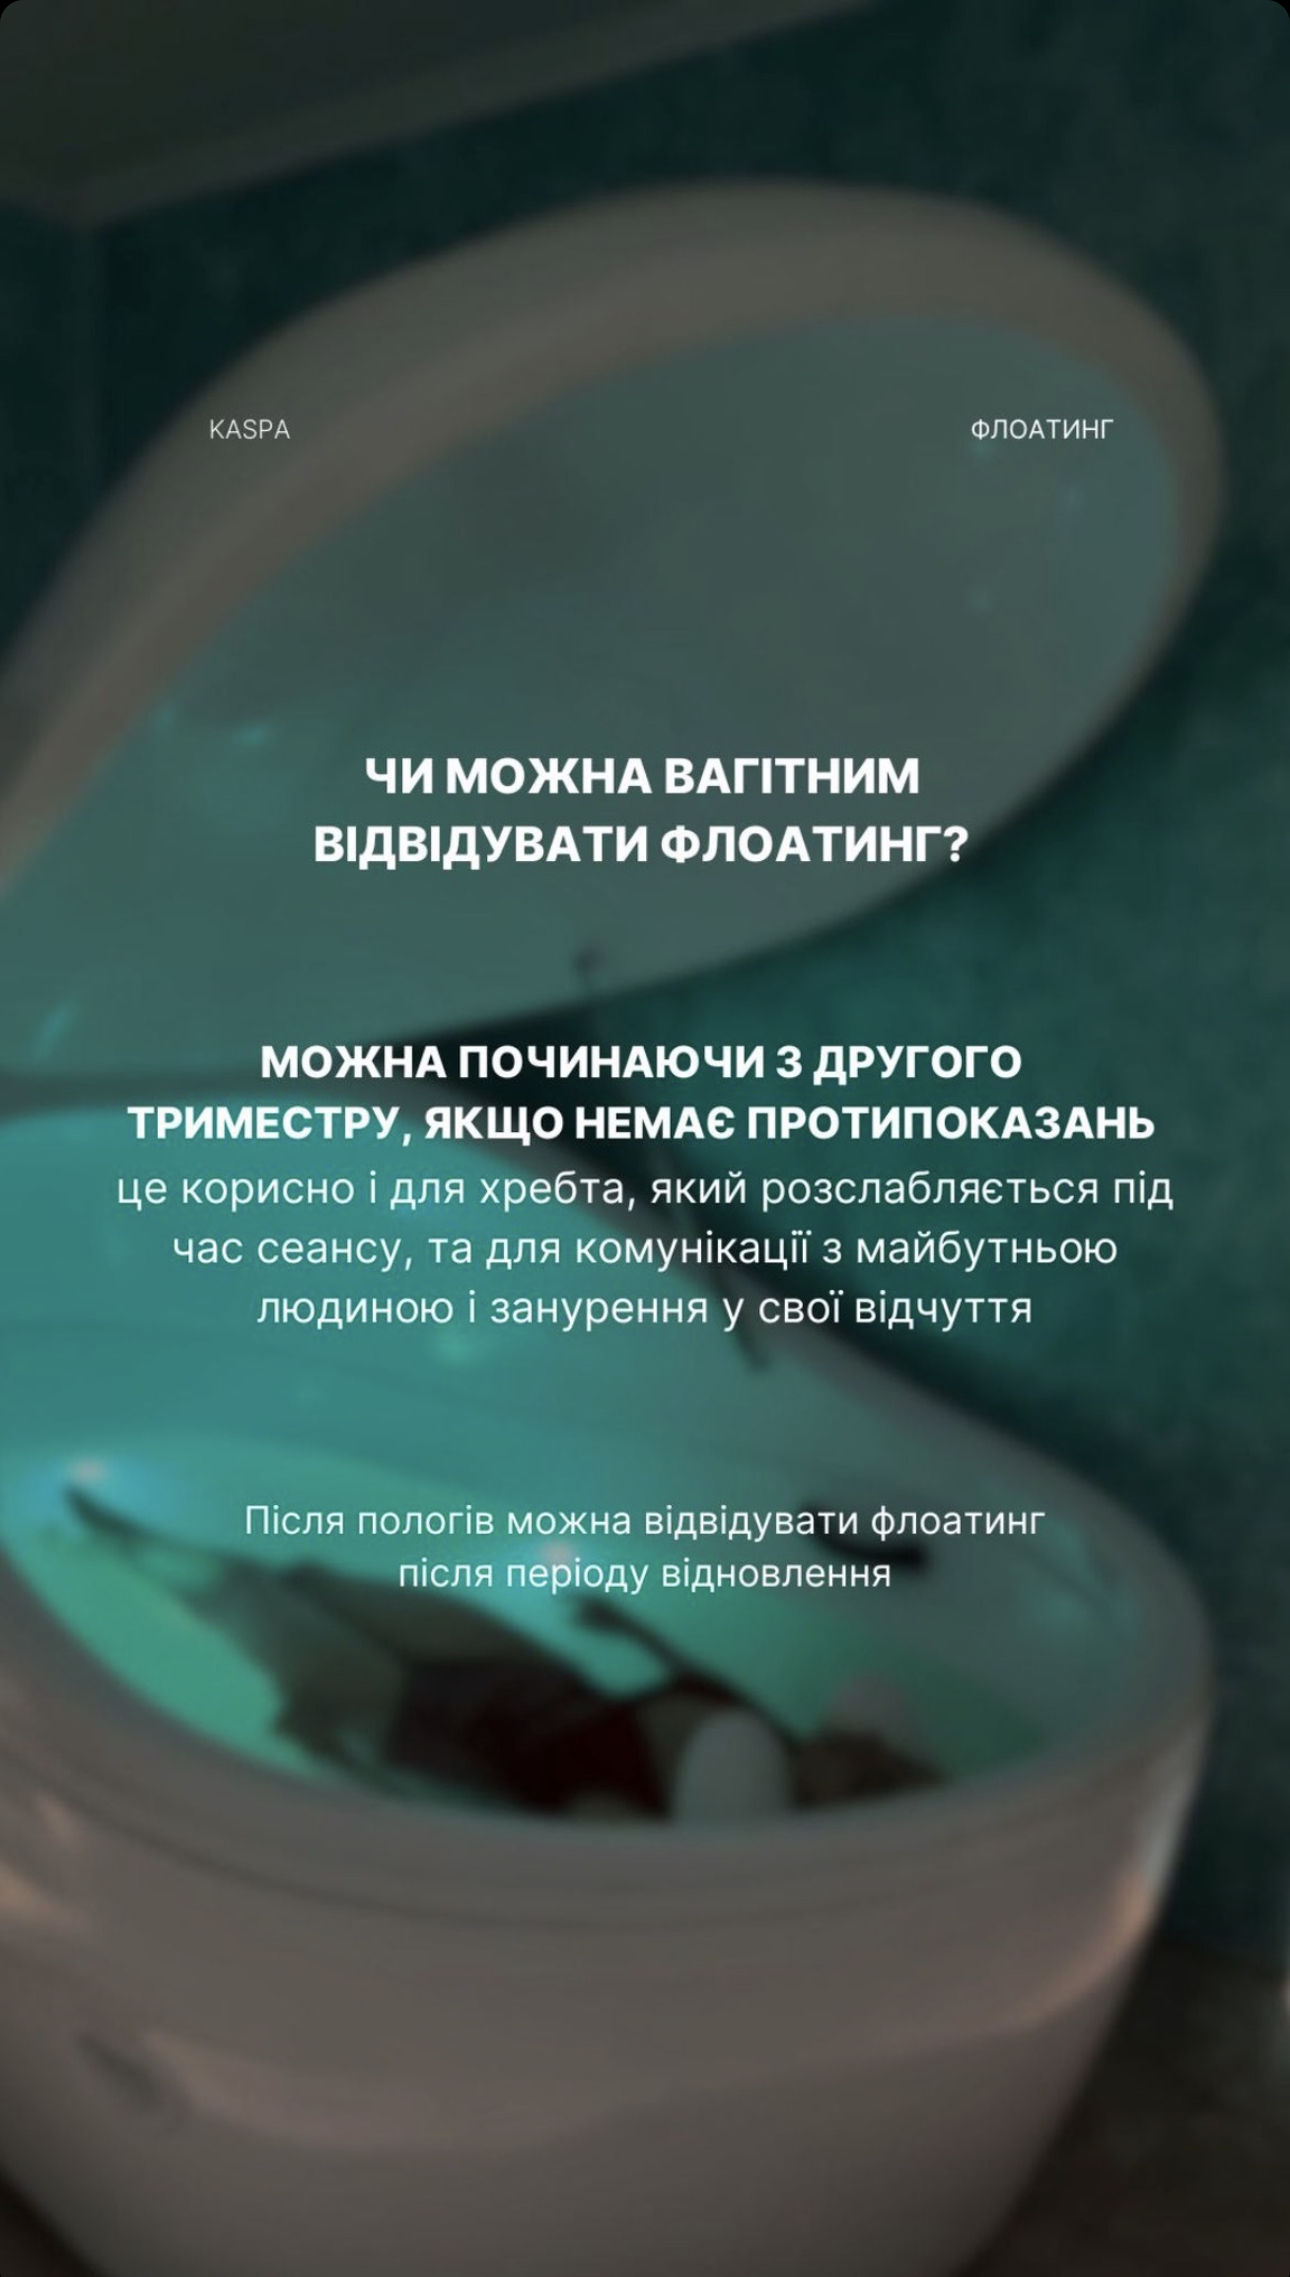 KASPA
ФЛОАТИНГ
ЧИ МОЖНА ВАГІТНИМ
ВІДВІДУВАТИ ФЛОАТИНГ?
МОЖНА ПОЧИНАЮЧИ З ДРУГОГО
ТРИМЕСТРУ, ЯКЩО НЕМАЄ ПРОТИПОКАЗАНЬ
це корисно і для хребта, який розслабляється під
час сеансу, та для комунікації з майбутньою
людиною і занурення у свої відчуття
Після пологів можна відвідувати флоатинг
після періоду відновлення